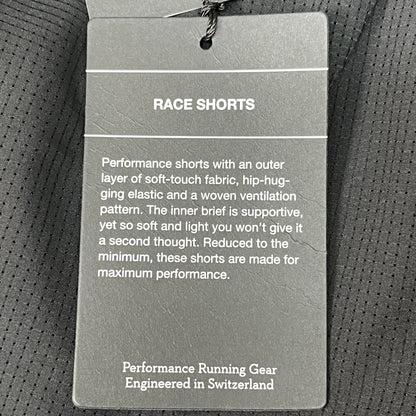 RACE SHORTS
Performance shorts with an outer
layer of soft-touch fabric, hip-hug-
ging elastic and a woven ventilation
pattern. The inner brief is supportive,
yet so soft and light you won't give it
a second thought. Reduced to the
minimum, these shorts are made for
maximum performance.
Performance Running Gear
Engineered in Switzerland